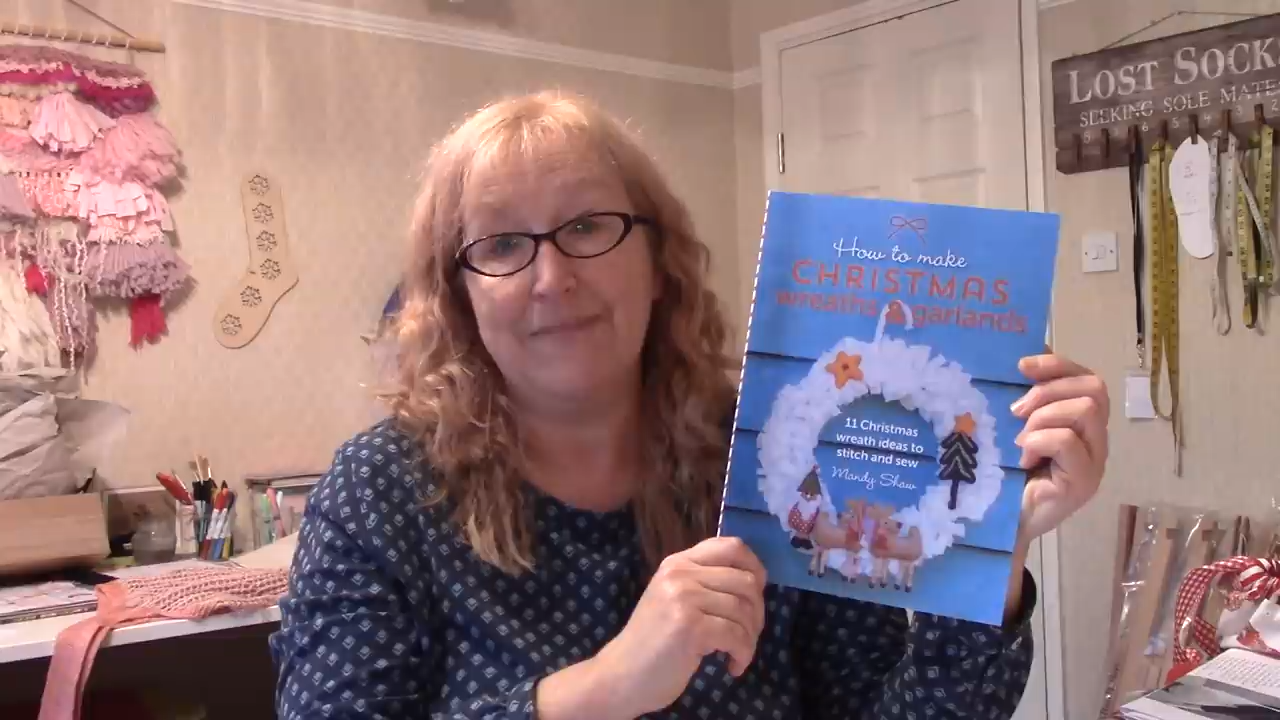 LOST SOCKS
SEEKING SOLE MATE
How to make
CHRISTMAS
wreaths & garlands
11 Christmas
wreath ideas to
stitch and sew
Mandy Shaw